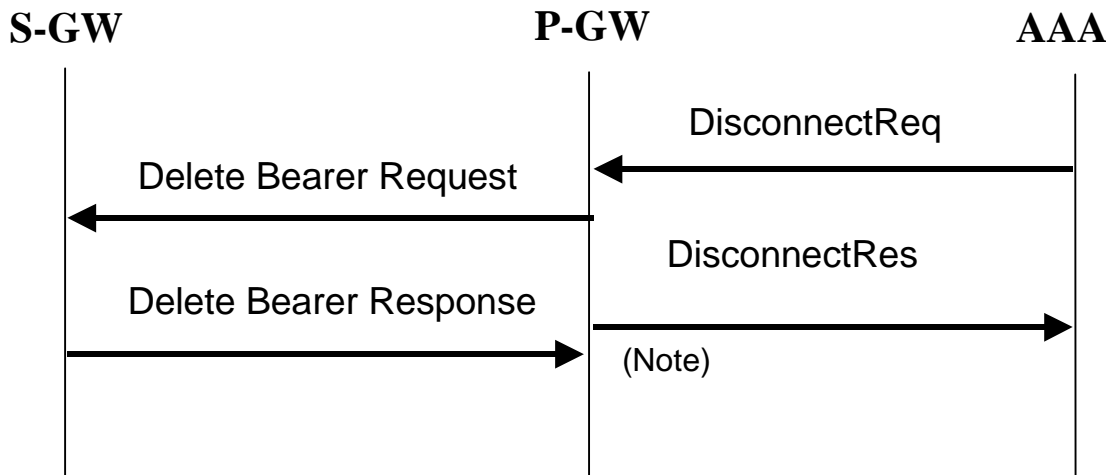 S-GW
P-GW
AAA
DisconnectReq
Delete Bearer Request
DisconnectRes
Delete Bearer Response
(Note)